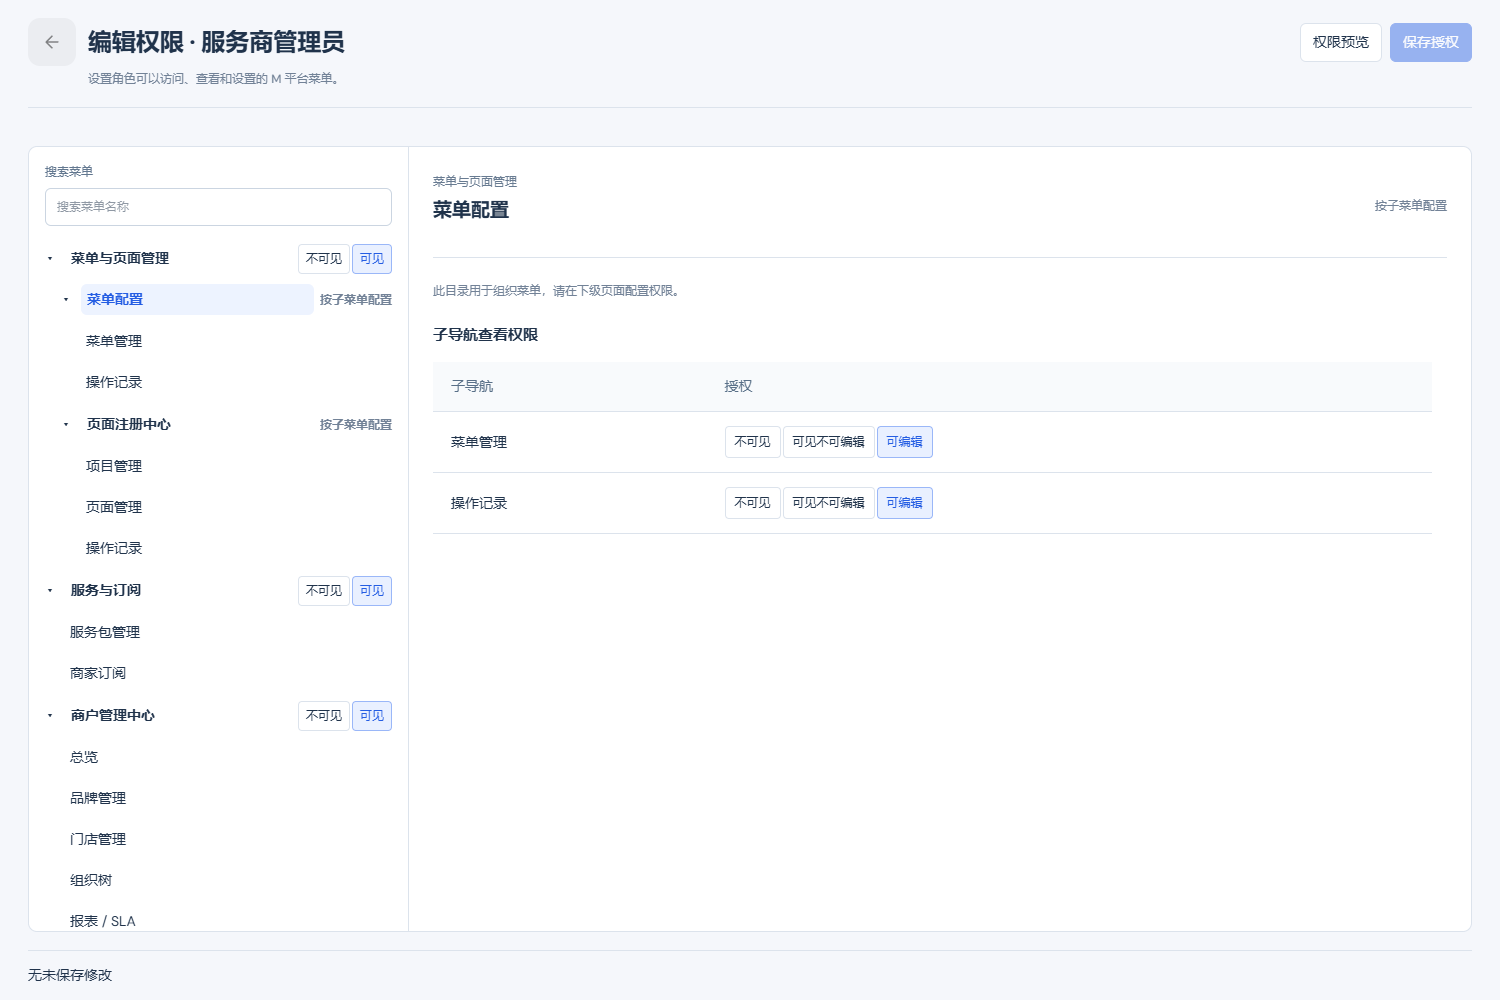 编辑权限 · 服务商管理员
设置角色可以访问、查看和设置的 M 平台菜单。
权限预览
保存授权
搜索菜单
搜索菜单名称
菜单与页面管理 不可见 可见
菜单配置 按子菜单配置
菜单管理
操作记录
页面注册中心 按子菜单配置
项目管理
页面管理
操作记录
服务与订阅 不可见 可见
服务包管理
商家订阅
商户管理中心 不可见 可见
总览
品牌管理
门店管理
组织树
报表 / SLA
菜单与页面管理
菜单配置
按子菜单配置
此目录用于组织菜单，请在下级页面配置权限。
子导航查看权限
子导航 授权
菜单管理 不可见 可见不可编辑 可编辑
操作记录 不可见 可见不可编辑 可编辑
无未保存修改